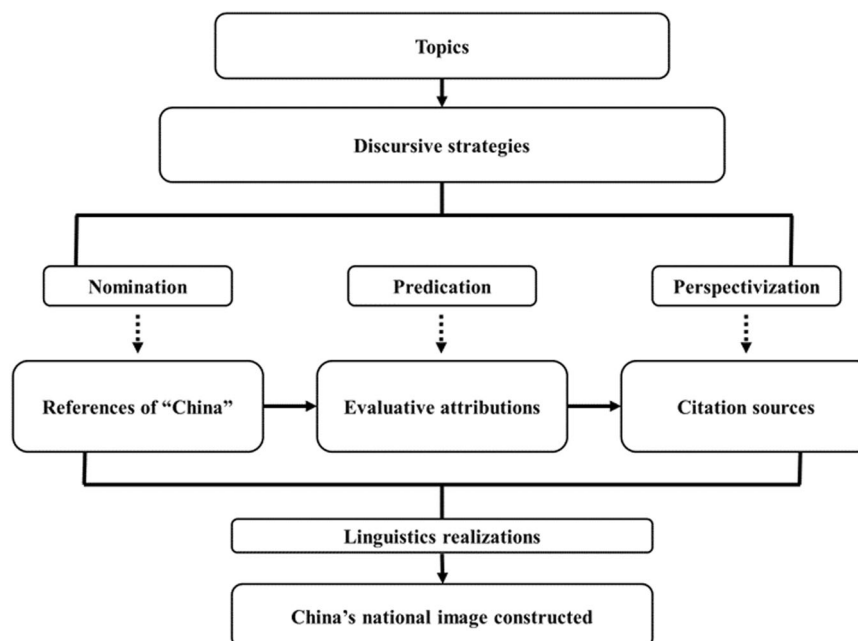 Topics
Discursive strategies
Nomination
Predication
Perspectivization
References of “China”
Evaluative attributions
Citation sources
Linguistics realizations
China’s national image constructed